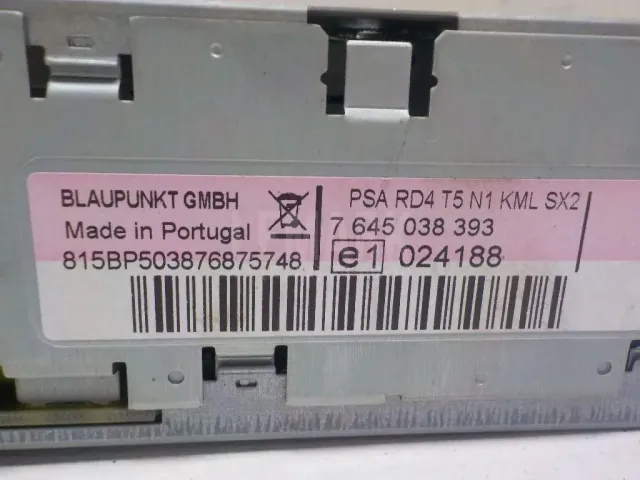 BLAUPUNKT GMBH
Made in Portugal
815BP503876875748
PSA RD4 T5 N1 KML SX2
7 645 038 393
e1 024188